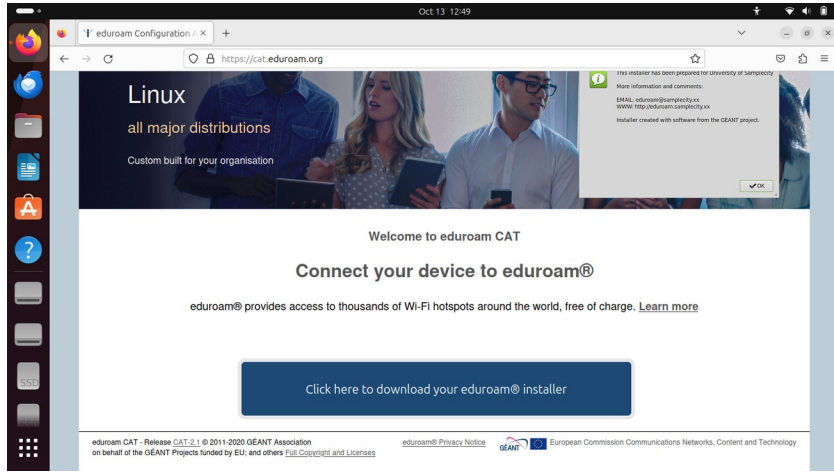 Oct 13 12:49
eduroam Configuration A
https://cat.eduroam.org
Linux
all major distributions
Custom built for your organisation
This installer has been prepared for University of Samplecity
More information and comments:
EMAIL: eduroam@samplecity.xx
WWW: http://eduroam.samplecity.xx
Installer created with software from the GEANT project.
OK
Welcome to eduroam CAT
Connect your device to eduroam®
eduroam® provides access to thousands of Wi-Fi hotspots around the world, free of charge. Learn more
Click here to download your eduroam® installer
eduroam CAT - Release CAT-2.1 © 2011-2020 GÉANT Association
on behalf of the GÉANT Projects funded by EU; and others Full Copyright and Licenses
eduroam® Privacy Notice
GÉANT
European Commission Communications Networks, Content and Technology
SSD